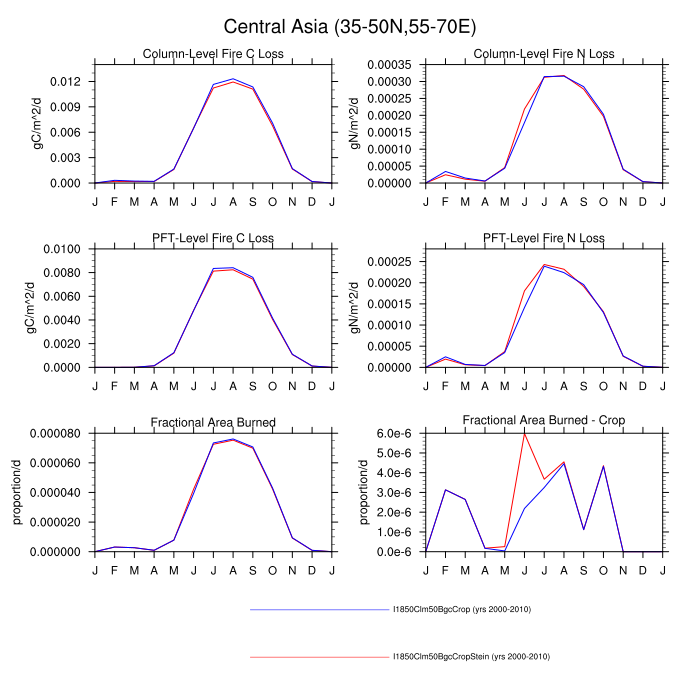 Central Asia (35-50N,55-70E)
Column-Level Fire C Loss
gC/m^2/d
0.012
0.009
0.006
0.003
0.000
J F M A M J J A S O N D J
Column-Level Fire N Loss
gN/m^2/d
0.00035
0.00030
0.00025
0.00020
0.00015
0.00010
0.00005
0.00000
J F M A M J J A S O N D J
PFT-Level Fire C Loss
gC/m^2/d
0.0100
0.0080
0.0060
0.0040
0.0020
0.0000
J F M A M J J A S O N D J
PFT-Level Fire N Loss
gN/m^2/d
0.00025
0.00020
0.00015
0.00010
0.00005
0.00000
J F M A M J J A S O N D J
Fractional Area Burned
proportion/d
0.000080
0.000060
0.000040
0.000020
0.000000
J F M A M J J A S O N D J
Fractional Area Burned - Crop
proportion/d
6.0e-6
5.0e-6
4.0e-6
3.0e-6
2.0e-6
1.0e-6
0.0e-6
J F M A M J J A S O N D J
I1850Clm50BgcCrop (yrs 2000-2010)
I1850Clm50BgcCropStein (yrs 2000-2010)